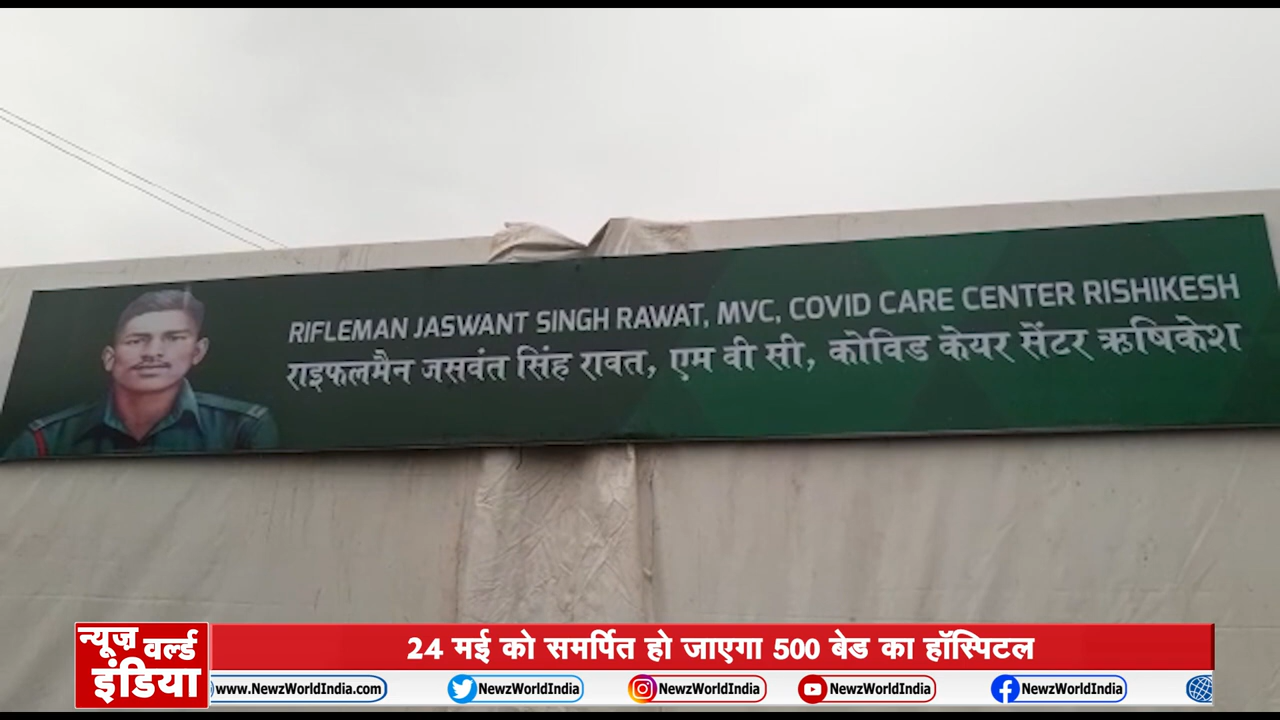 RIFLEMAN JASWANT SINGH RAWAT, MVC, COVID CARE CENTER RISHIKESH
राइफलमैन जसवंत सिंह रावत, एम वी सी, कोविड केयर सेंटर ऋषिकेश
न्यूज़ वर्ल्ड इंडिया
24 मई को समर्पित हो जाएगा 500 बेड का हॉस्पिटल
www.NewzWorldIndia.com NewzWorldIndia NewzWorldIndia NewzWorldIndia NewzWorldIndia